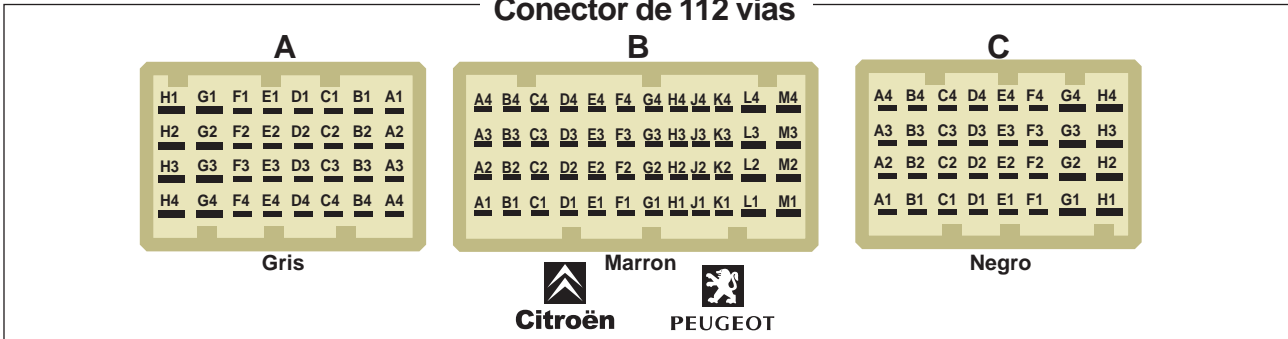 Conector de 112 vias
A B C
H1 G1 F1 E1 D1 C1 B1 A1
H2 G2 F2 E2 D2 C2 B2 A2
H3 G3 F3 E3 D3 C3 B3 A3
H4 G4 F4 E4 D4 C4 B4 A4
Gris
A4 B4 C4 D4 E4 F4 G4 H4 J4 K4 L4 M4
A3 B3 C3 D3 E3 F3 G3 H3 J3 K3 L3 M3
A2 B2 C2 D2 E2 F2 G2 H2 J2 K2 L2 M2
A1 B1 C1 D1 E1 F1 G1 H1 J1 K1 L1 M1
Marron
A4 B4 C4 D4 E4 F4 G4 H4
A3 B3 C3 D3 E3 F3 G3 H3
A2 B2 C2 D2 E2 F2 G2 H2
A1 B1 C1 D1 E1 F1 G1 H1
Negro
Citroën
PEUGEOT